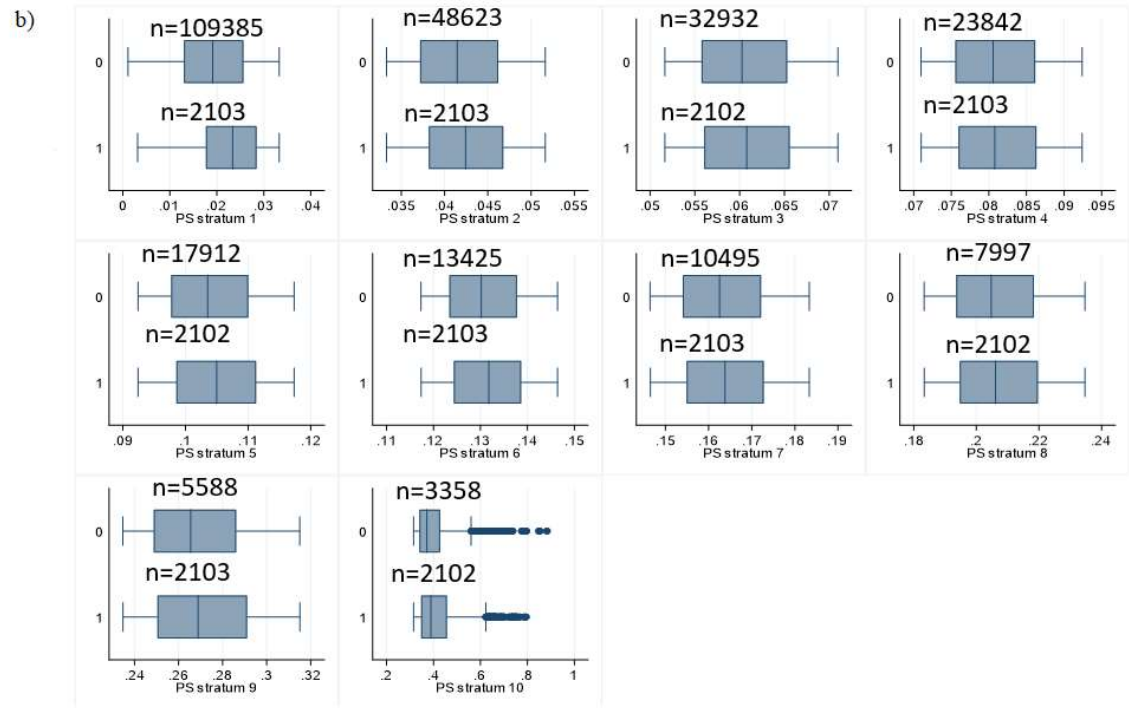 b)
n=109385
0
n=2103
1
0 .01 .02 .03 .04
PS stratum 1
n=48623
0
n=2103
1
.035 .04 .045 .05 .055
PS stratum 2
n=32932
0
n=2102
1
.05 .055 .06 .065 .07
PS stratum 3
n=23842
0
n=2103
1
.07 .075 .08 .085 .09 .095
PS stratum 4
n=17912
0
n=2102
1
.09 .1 .11 .12
PS stratum 5
n=13425
0
n=2103
1
.11 .12 .13 .14 .15
PS stratum 6
n=10495
0
n=2103
1
.15 .16 .17 .18 .19
PS stratum 7
n=7997
0
n=2102
1
.18 .2 .22 .24
PS stratum 8
n=5588
0
n=2103
1
.24 .26 .28 .3 .32
PS stratum 9
n=3358
0
n=2102
1
.2 .4 .6 .8 1
PS stratum 10